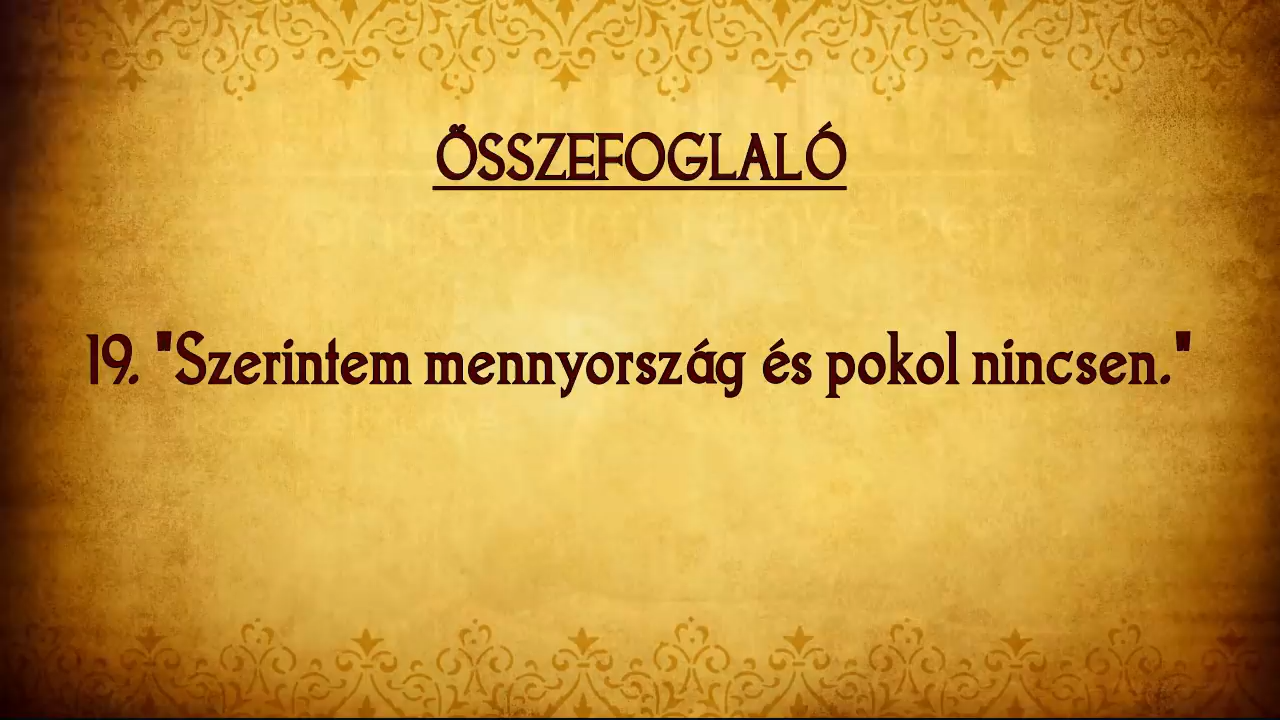 ÖSSZEFOGLALÓ
19. "Szerintem mennyország és pokol nincsen."